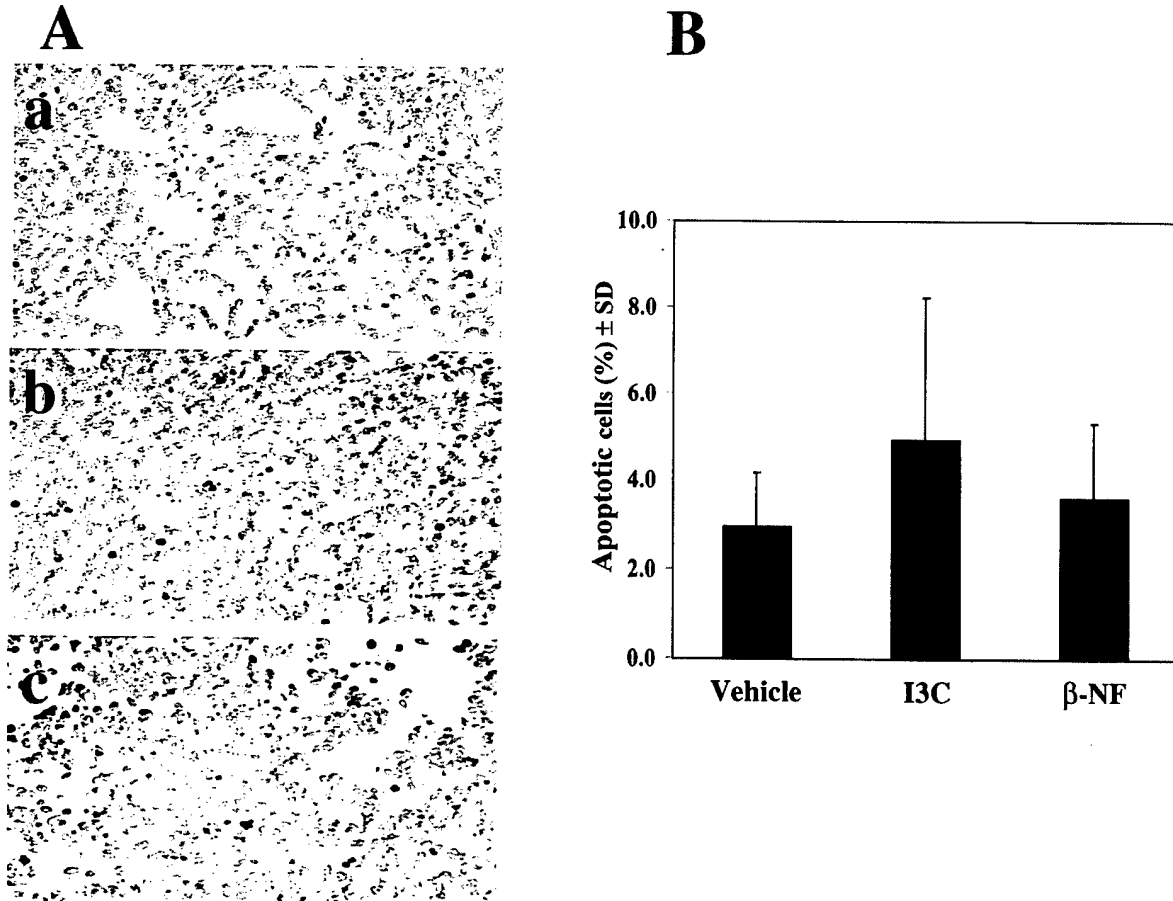 A
a
b
c
B
Apoptotic cells (%) ± SD
10.0
8.0
6.0
4.0
2.0
0.0
Vehicle I3C β-NF